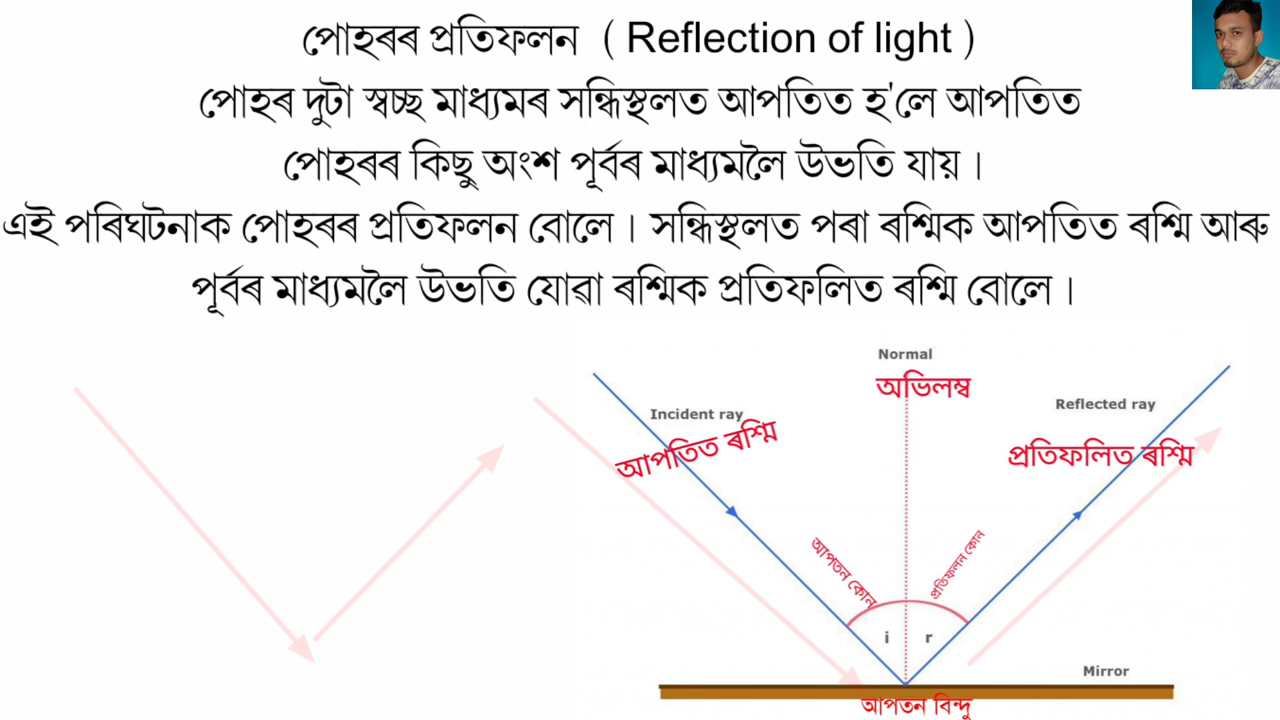 পোহৰৰ প্ৰতিফলন ( Reflection of light )
পোহৰ দুটা স্বচ্ছ মাধ্যমৰ সন্ধিস্থলত আপতিত হ'লে আপতিত
পোহৰৰ কিছু অংশ পূৰ্বৰ মাধ্যমলৈ উভতি যায়।
এই পৰিঘটনাক পোহৰৰ প্ৰতিফলন বোলে। সন্ধিস্থলত পৰা ৰশ্মিক আপতিত ৰশ্মি আৰু
পূৰ্বৰ মাধ্যমলৈ উভতি যোৱা ৰশ্মিক প্ৰতিফলিত ৰশ্মি বোলে।
Normal
অভিলম্ব
Incident ray
আপতিত ৰশ্মি
Reflected ray
প্ৰতিফলিত ৰশ্মি
আপতন কোন
প্ৰতিফলন কোন
i
r
Mirror
আপতন বিন্দু